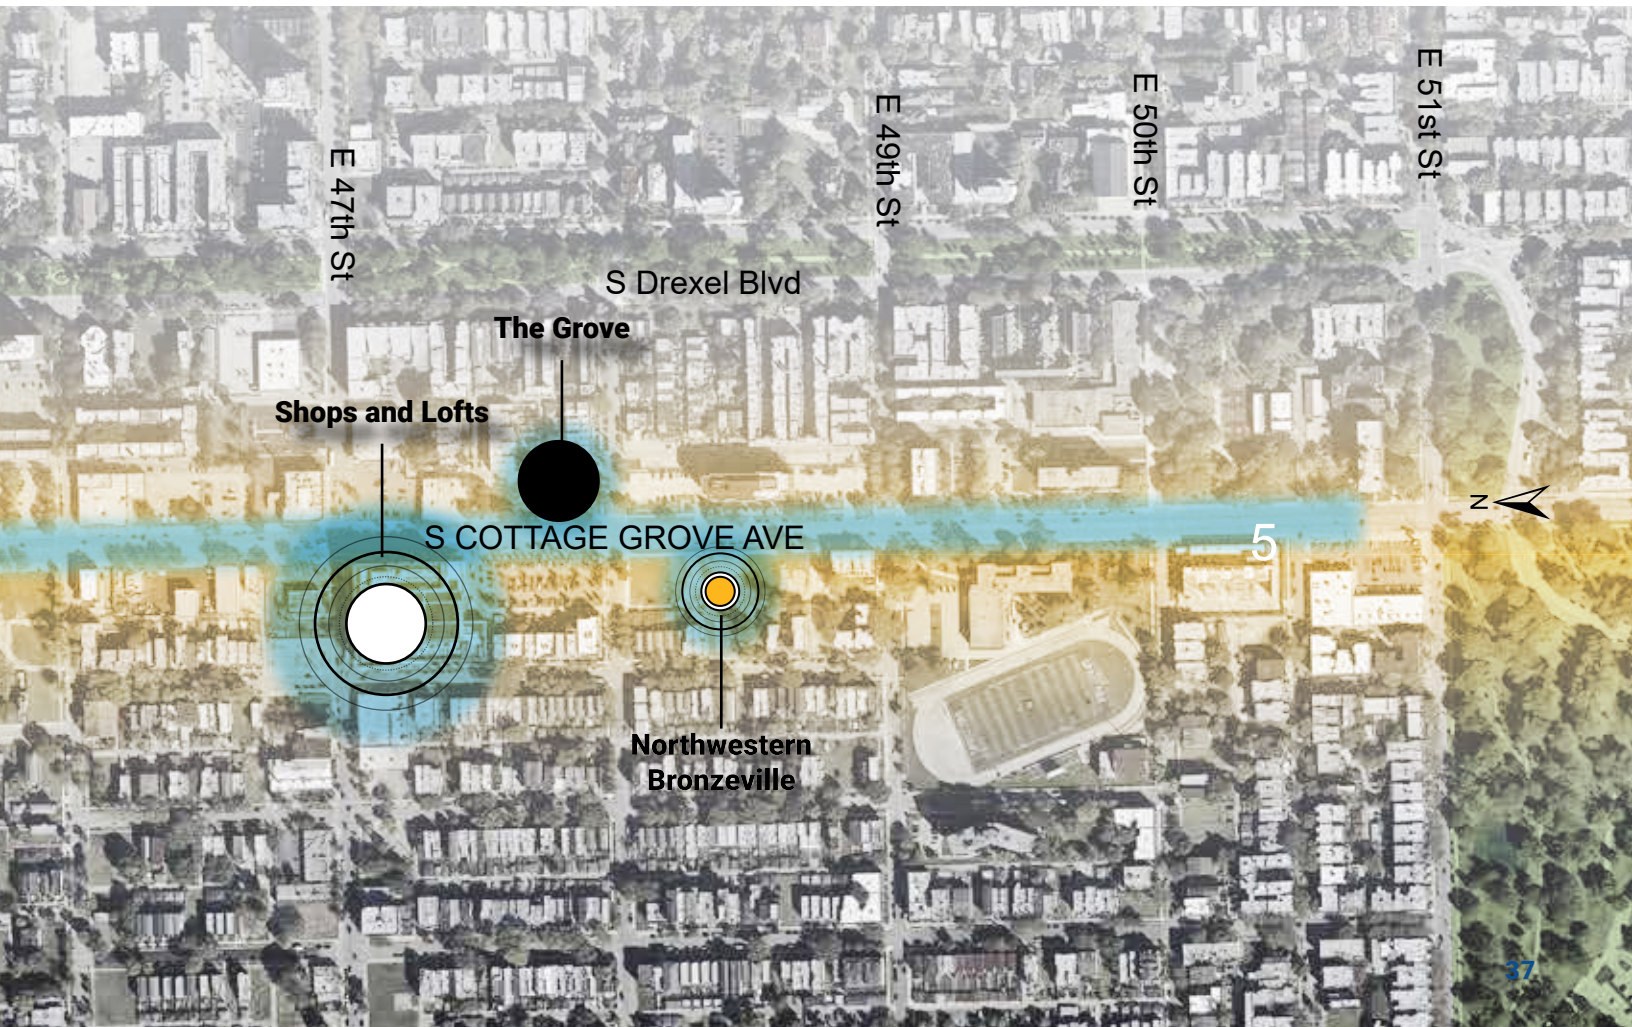 E 51st St
E 50th St
E 49th St
E 47th St
S Drexel Blvd
The Grove
Shops and Lofts
N
S COTTAGE GROVE AVE
5
Northwestern
Bronzeville
37